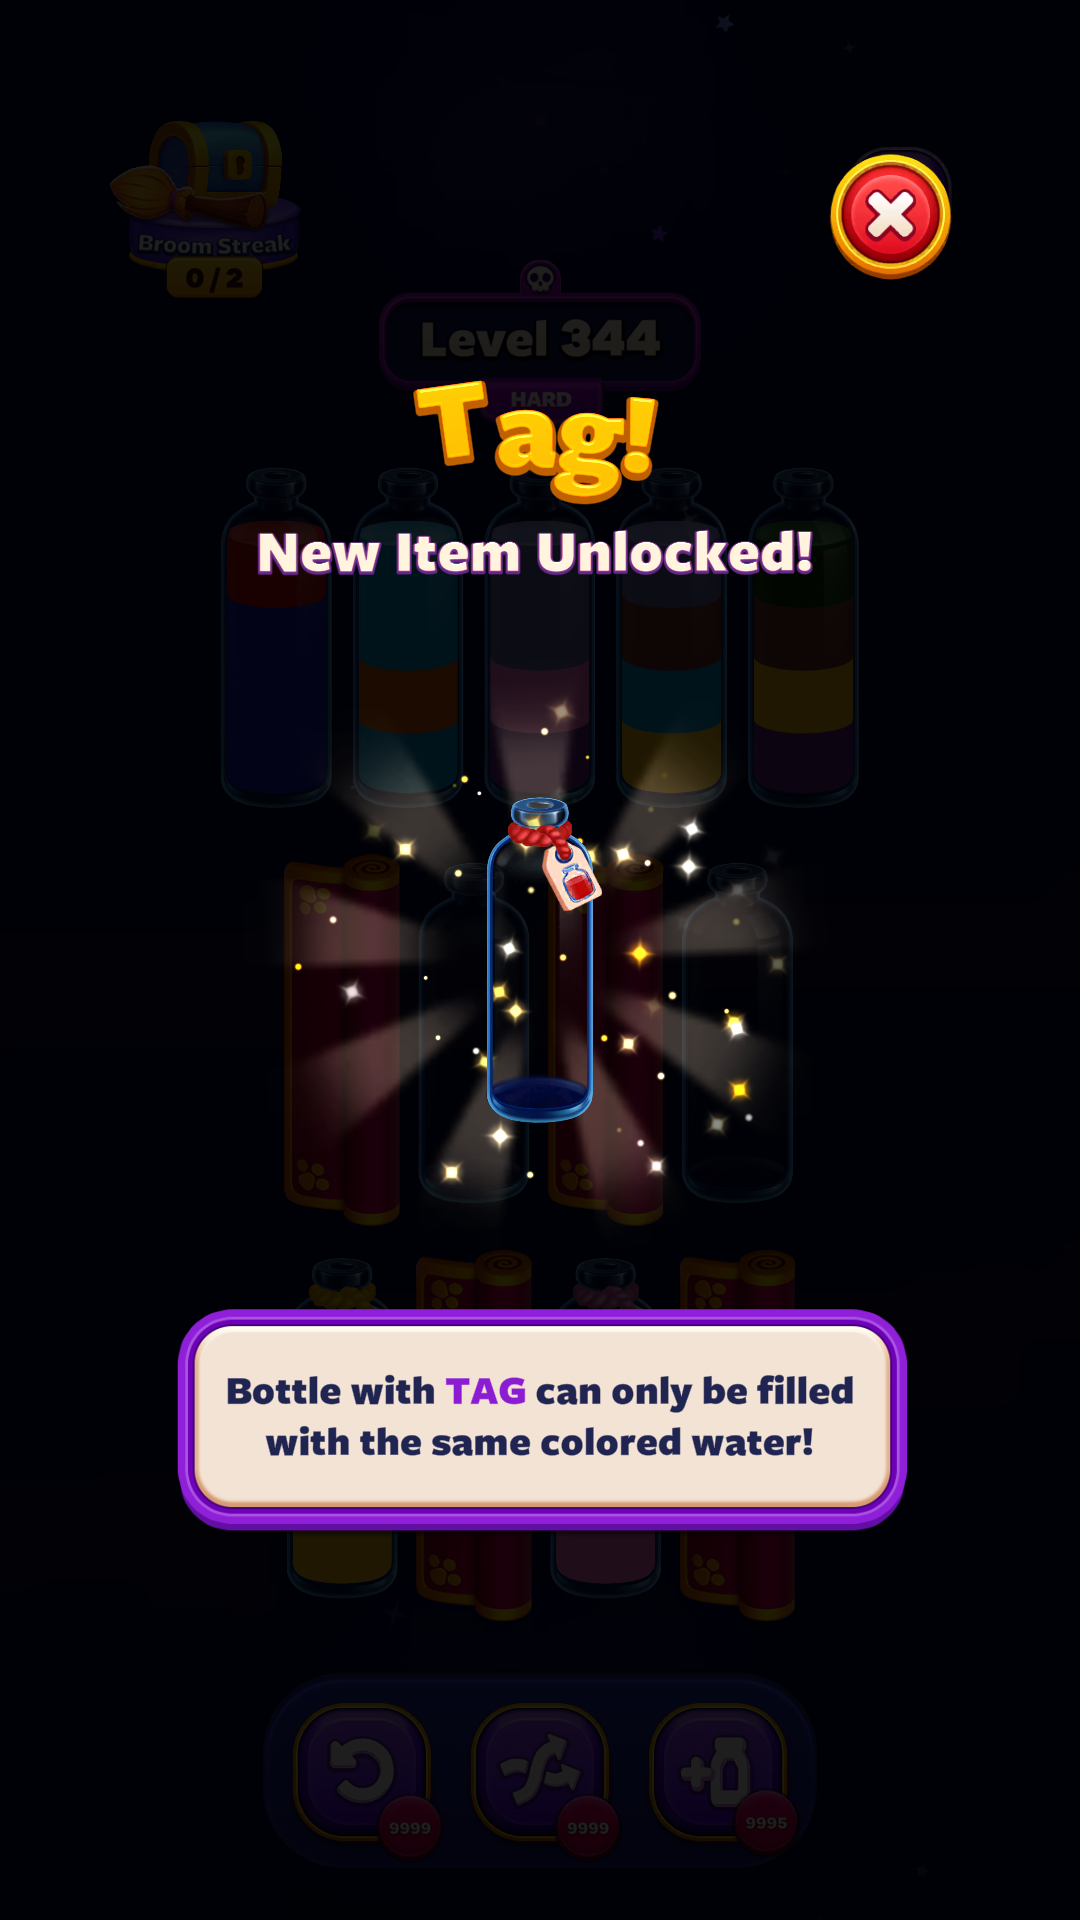 Broom Streak
0/2
Level 344
HARD
Tag!
New Item Unlocked!
Bottle with TAG can only be filled
with the same colored water!
9999
9999
9995